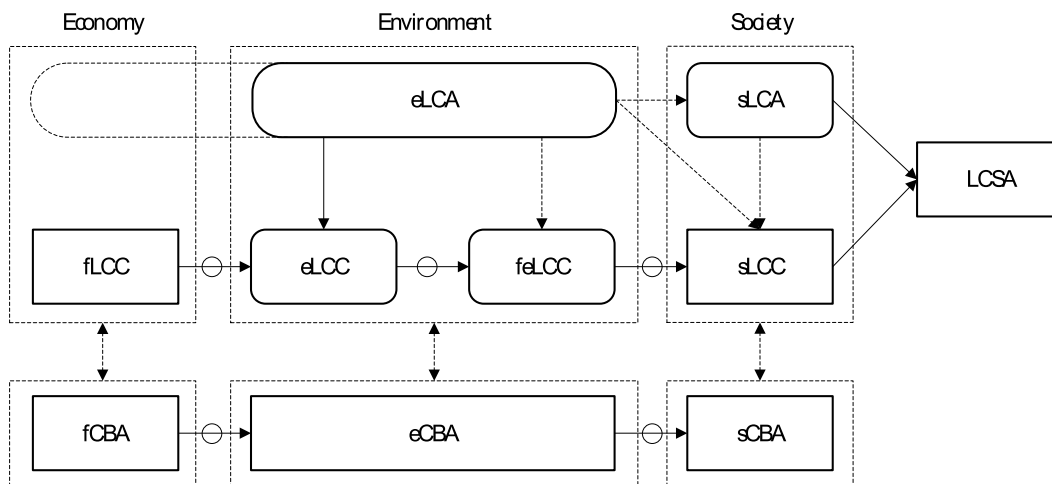 Economy
Environment
Society
eLCA
sLCA
LCSA
fLCC
eLCC
feLCC
sLCC
fCBA
eCBA
sCBA